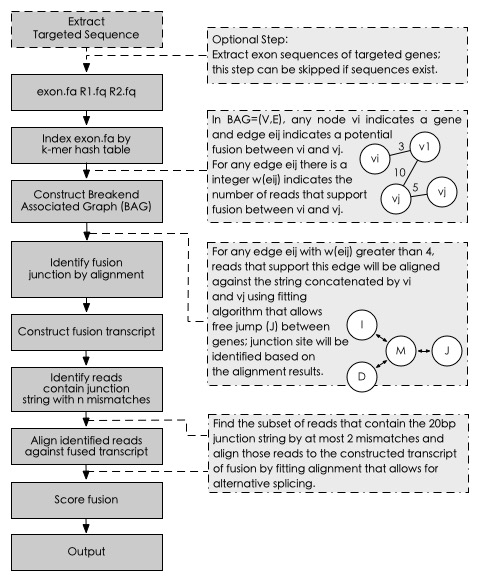 Extract
Targeted Sequence
Optional Step:
Extract exon sequences of targeted genes;
this step can be skipped if sequences exist.
exon.fa R1.fq R2.fq
In BAG=(V,E), any node vi indicates a gene
and edge eij indicates a potential
fusion between vi and vj.
For any edge eij there is a
integer w(eij) indicates the
number of reads that support
fusion between vi and vj.
vi
3
v1
10
vj
5
vj
Index exon.fa by
k-mer hash table
Construct Breakend
Associated Graph (BAG)
Identify fusion
junction by alignment
For any edge eij with w(eij) greater than 4,
reads that support this edge will be aligned
against the string concatenated by vi
and vj using fitting
algorithm that allows
free jump (J) between
genes; junction site will be
identified based on
the alignment results.
I
M
J
D
Construct fusion transcript
Identify reads
contain junction
string with n mismatches
Align identified reads
against fused transcript
Find the subset of reads that contain the 20bp
junction string by at most 2 mismatches and
align those reads to the constructed transcript
of fusion by fitting alignment that allows for
alternative splicing.
Score fusion
Output